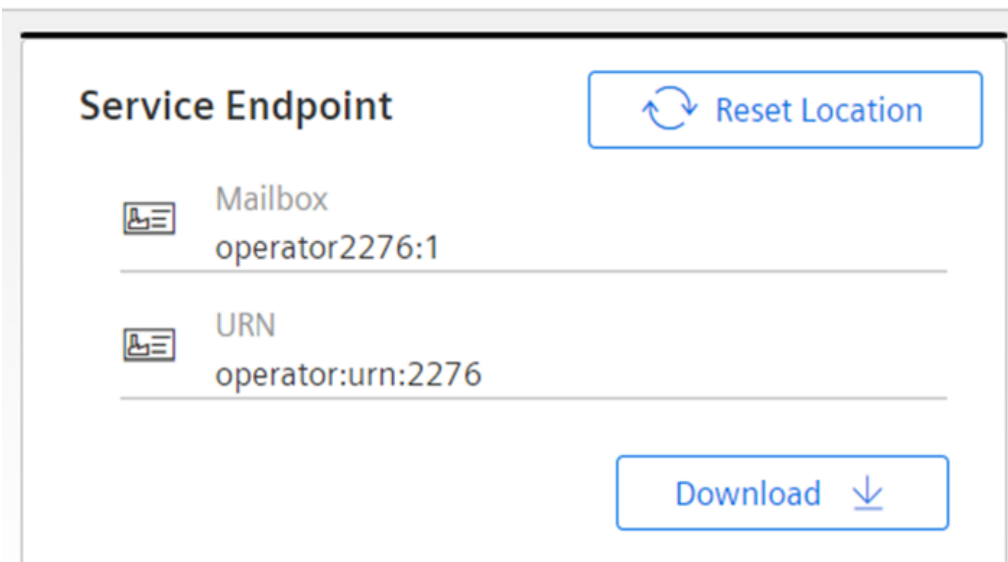 Service Endpoint
Reset Location
Mailbox
operator2276:1
URN
operator:urn:2276
Download